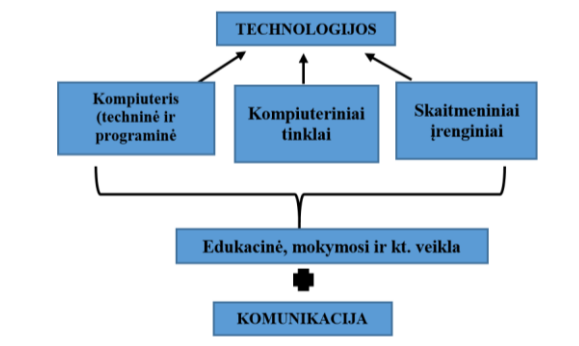 TECHNOLOGIJOS
Kompiuteris
(techninė ir
programinė
Kompiuteriniai
tinklai
Skaitmeniniai
įrenginiai
Edukacinė, mokymosi ir kt. veikla
KOMUNIKACIJA